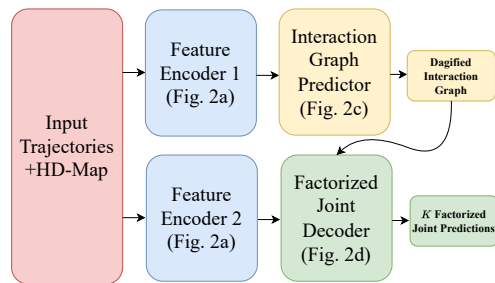 Input
Trajectories
+HD-Map
Feature
Encoder 1
(Fig. 2a)
Interaction
Graph
Predictor
(Fig. 2c)
Dagified
Interaction
Graph
Feature
Encoder 2
(Fig. 2a)
Factorized
Joint
Decoder
(Fig. 2d)
K Factorized
Joint Predictions